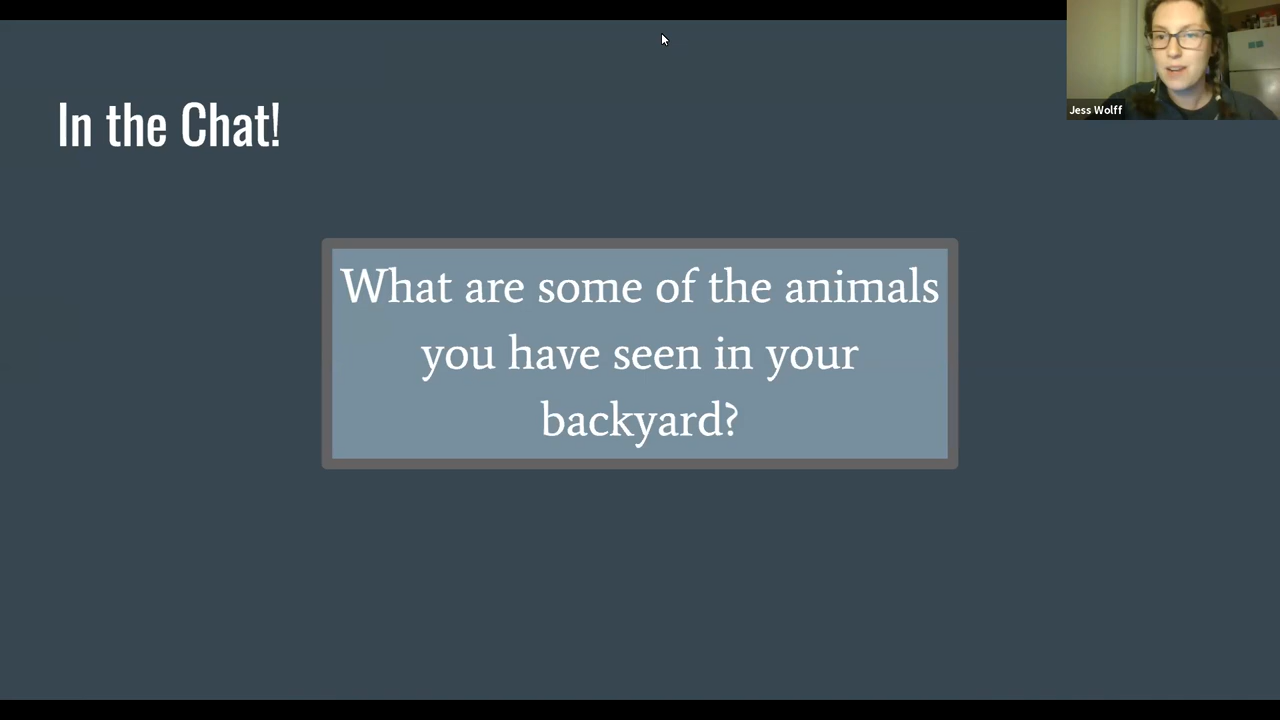 In the Chat!
Jess Wolff
What are some of the animals
you have seen in your
backyard?